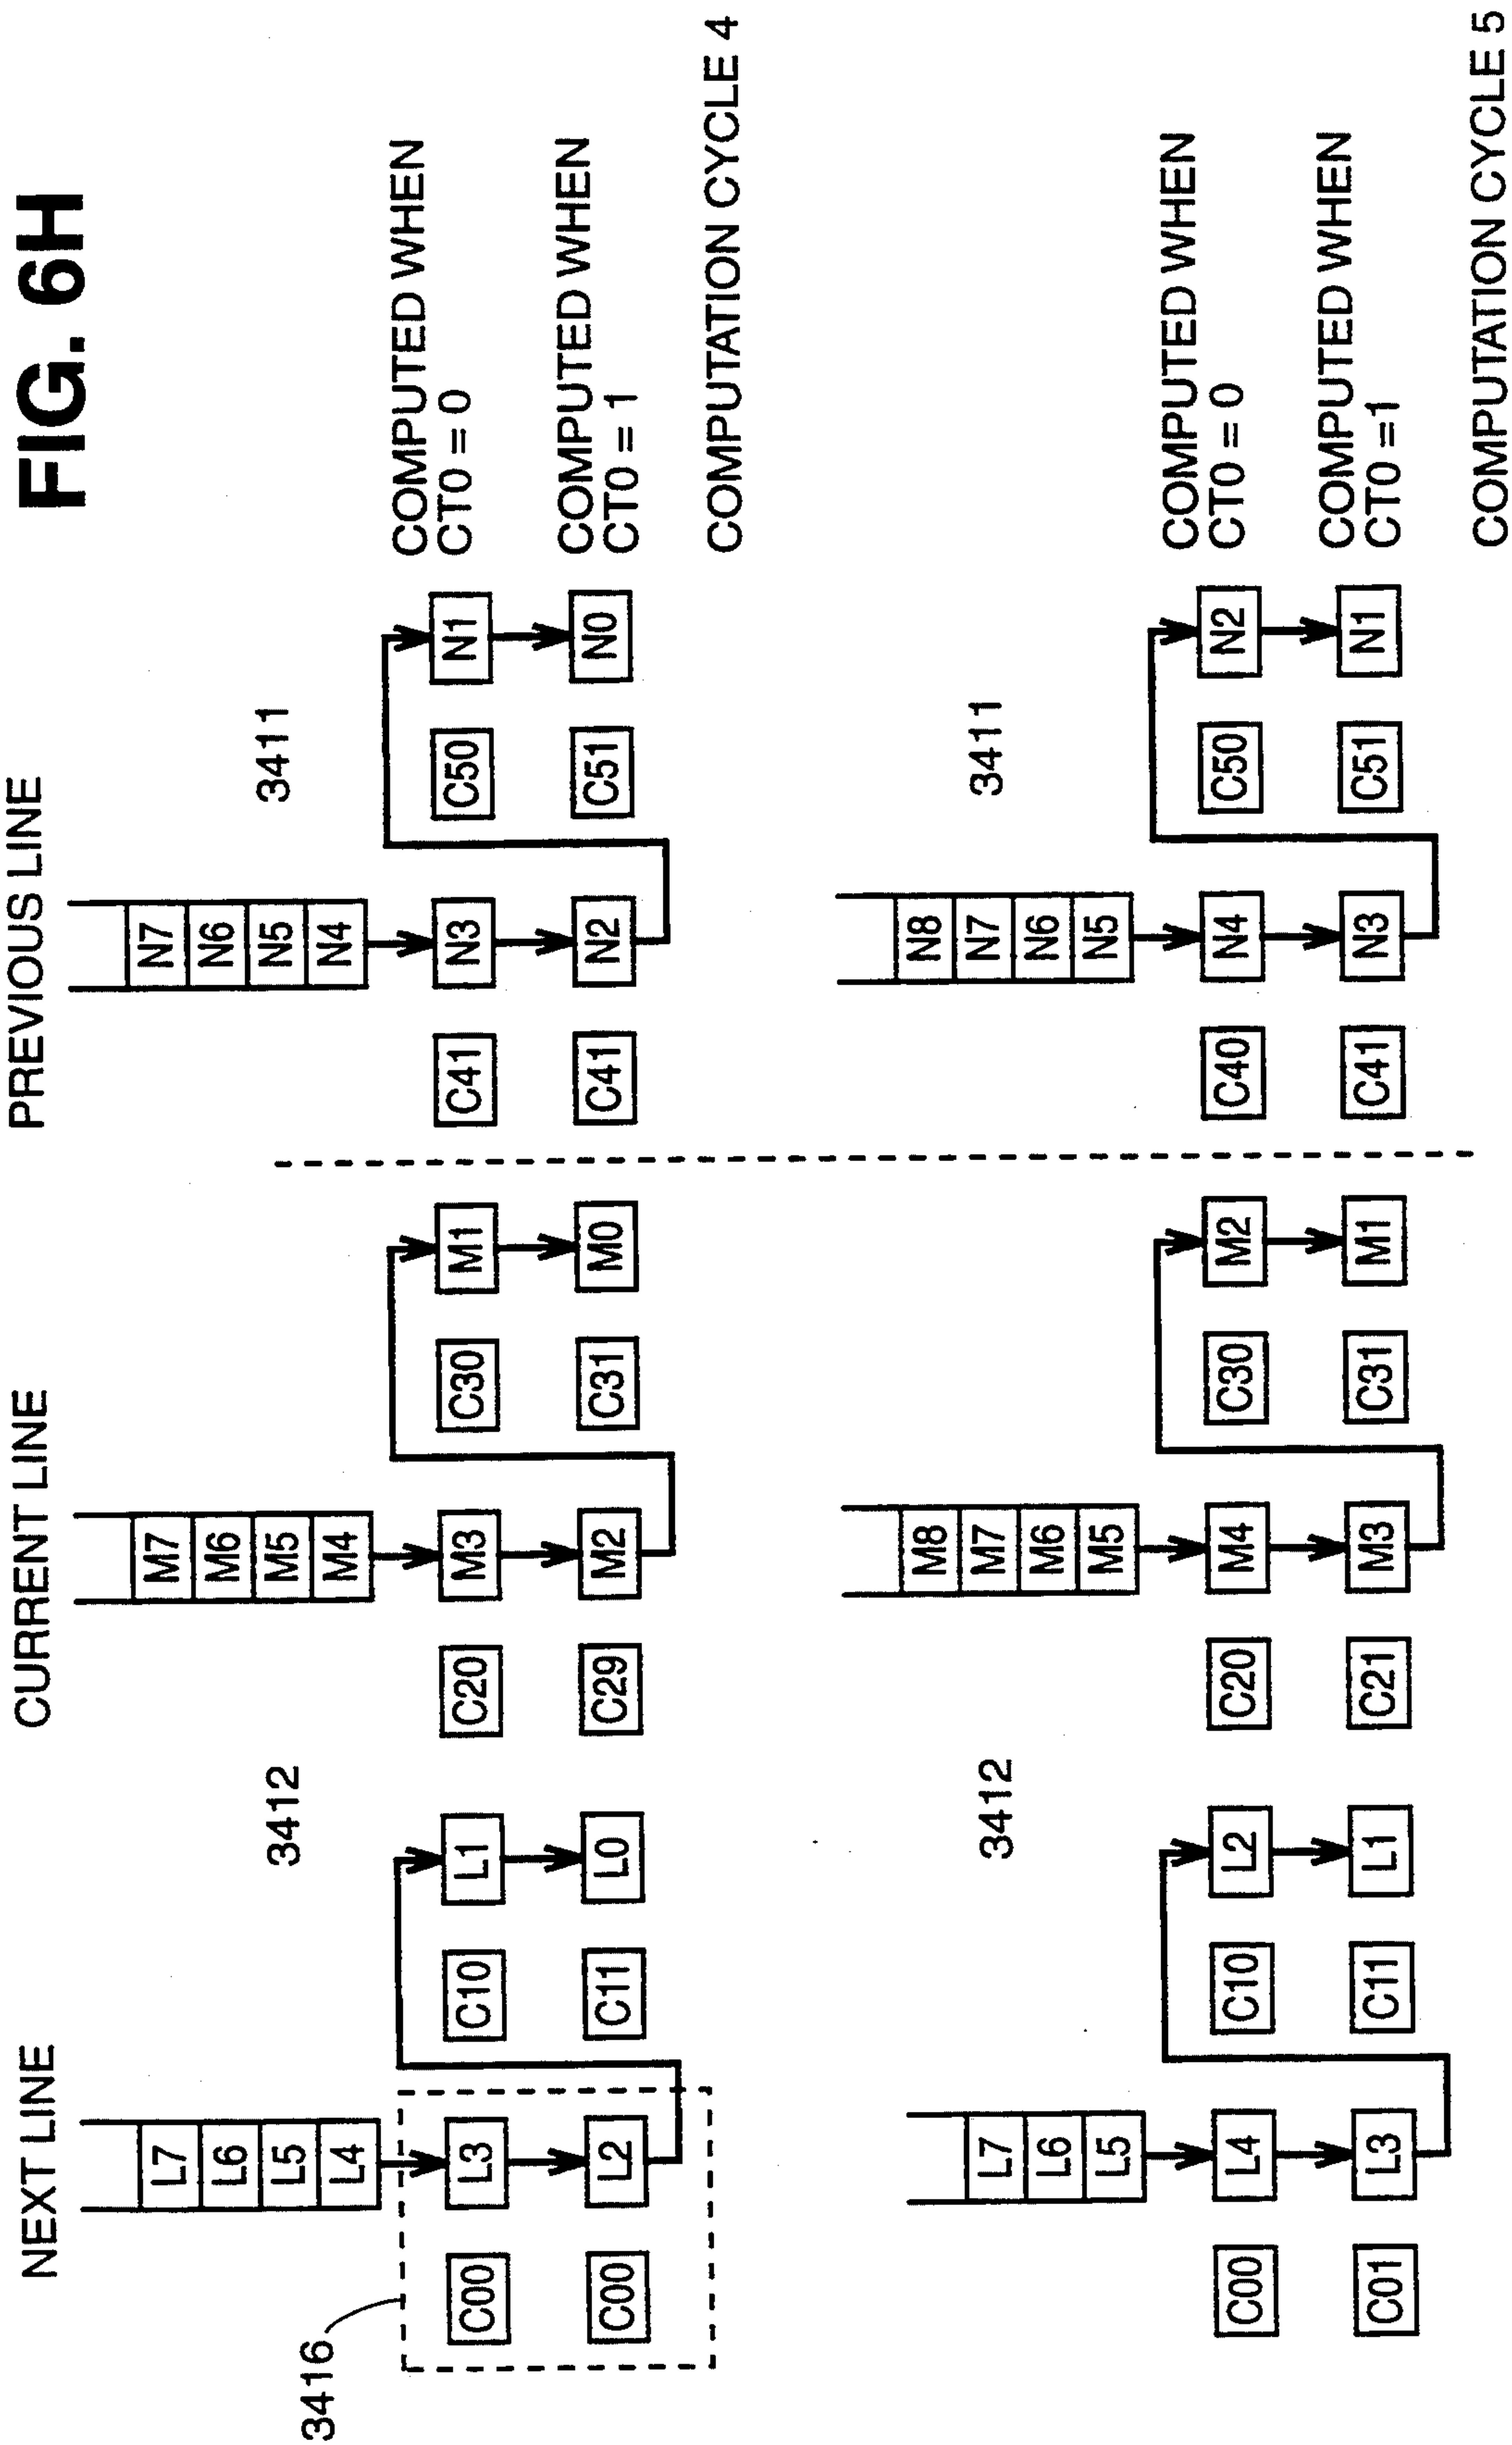 FIG. 6H
NEXT LINE
CURRENT LINE
PREVIOUS LINE
L7
L6
L5
L4
M7
M6
M5
M4
N7
N6
N5
N4
3416
3412
3411
C00
L3
C10
L1
C20
M3
C30
M1
C41
N3
C50
N1
COMPUTED WHEN
CT0 = 0
C00
L2
C11
L0
C29
M2
C31
M0
C41
N2
C51
N0
COMPUTED WHEN
CT0 = 1
COMPUTATION CYCLE 4
L7
L6
L5
M8
M7
M6
M5
N8
N7
N6
N5
3412
3411
C00
L4
C10
L2
C20
M4
C30
M2
C40
N4
C50
N2
COMPUTED WHEN
CT0 = 0
C01
L3
C11
L1
C21
M3
C31
M1
C41
N3
C51
N1
COMPUTED WHEN
CT0 =1
COMPUTATION CYCLE 5